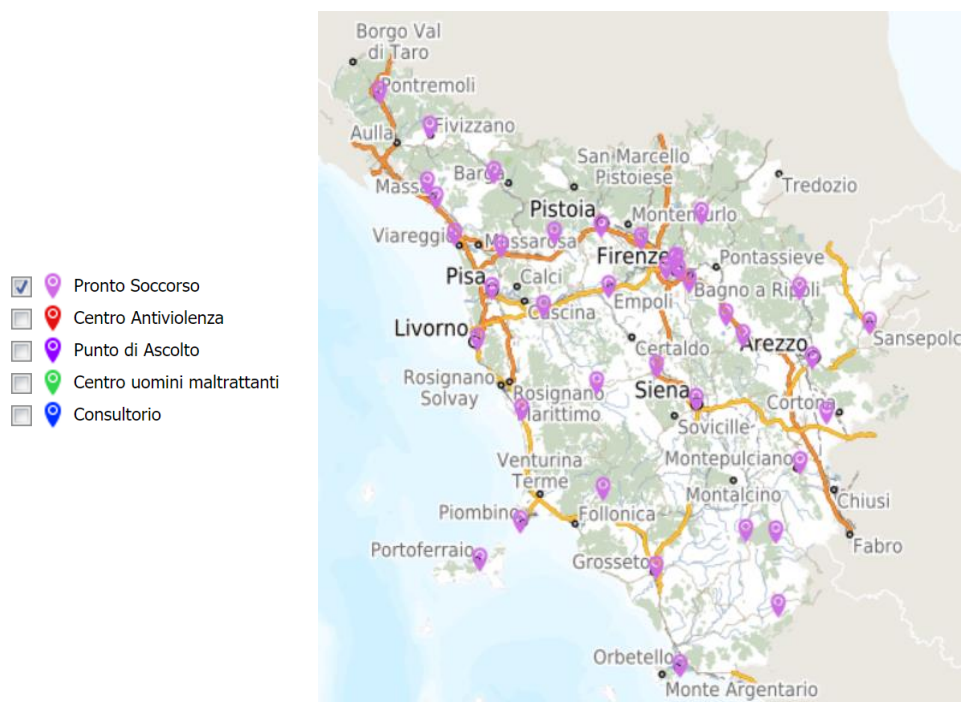 Pronto Soccorso
Centro Antiviolenza
Punto di Ascolto
Centro uomini maltrattanti
Consultorio
Borgo Val
di Taro
Pontremoli
Fivizzano
Aulla
Massa
Barga
San Marcello
Pistoiese
Tredozio
Pistoia
Montemurlo
Viareggio
Massarosa
Firenze
Pontassieve
Pisa
Calci
Empoli
Bagno a Ripoli
Cascina
Livorno
Certaldo
Arezzo
Sansepolc
Rosignano
Solvay
Rosignano
Marittimo
Siena
Cortona
Sovicille
Venturina
Terme
Montepulciano
Montalcino
Chiusi
Piombino
Follonica
Fabro
Portoferraio
Grosseto
Orbetello
Monte Argentario